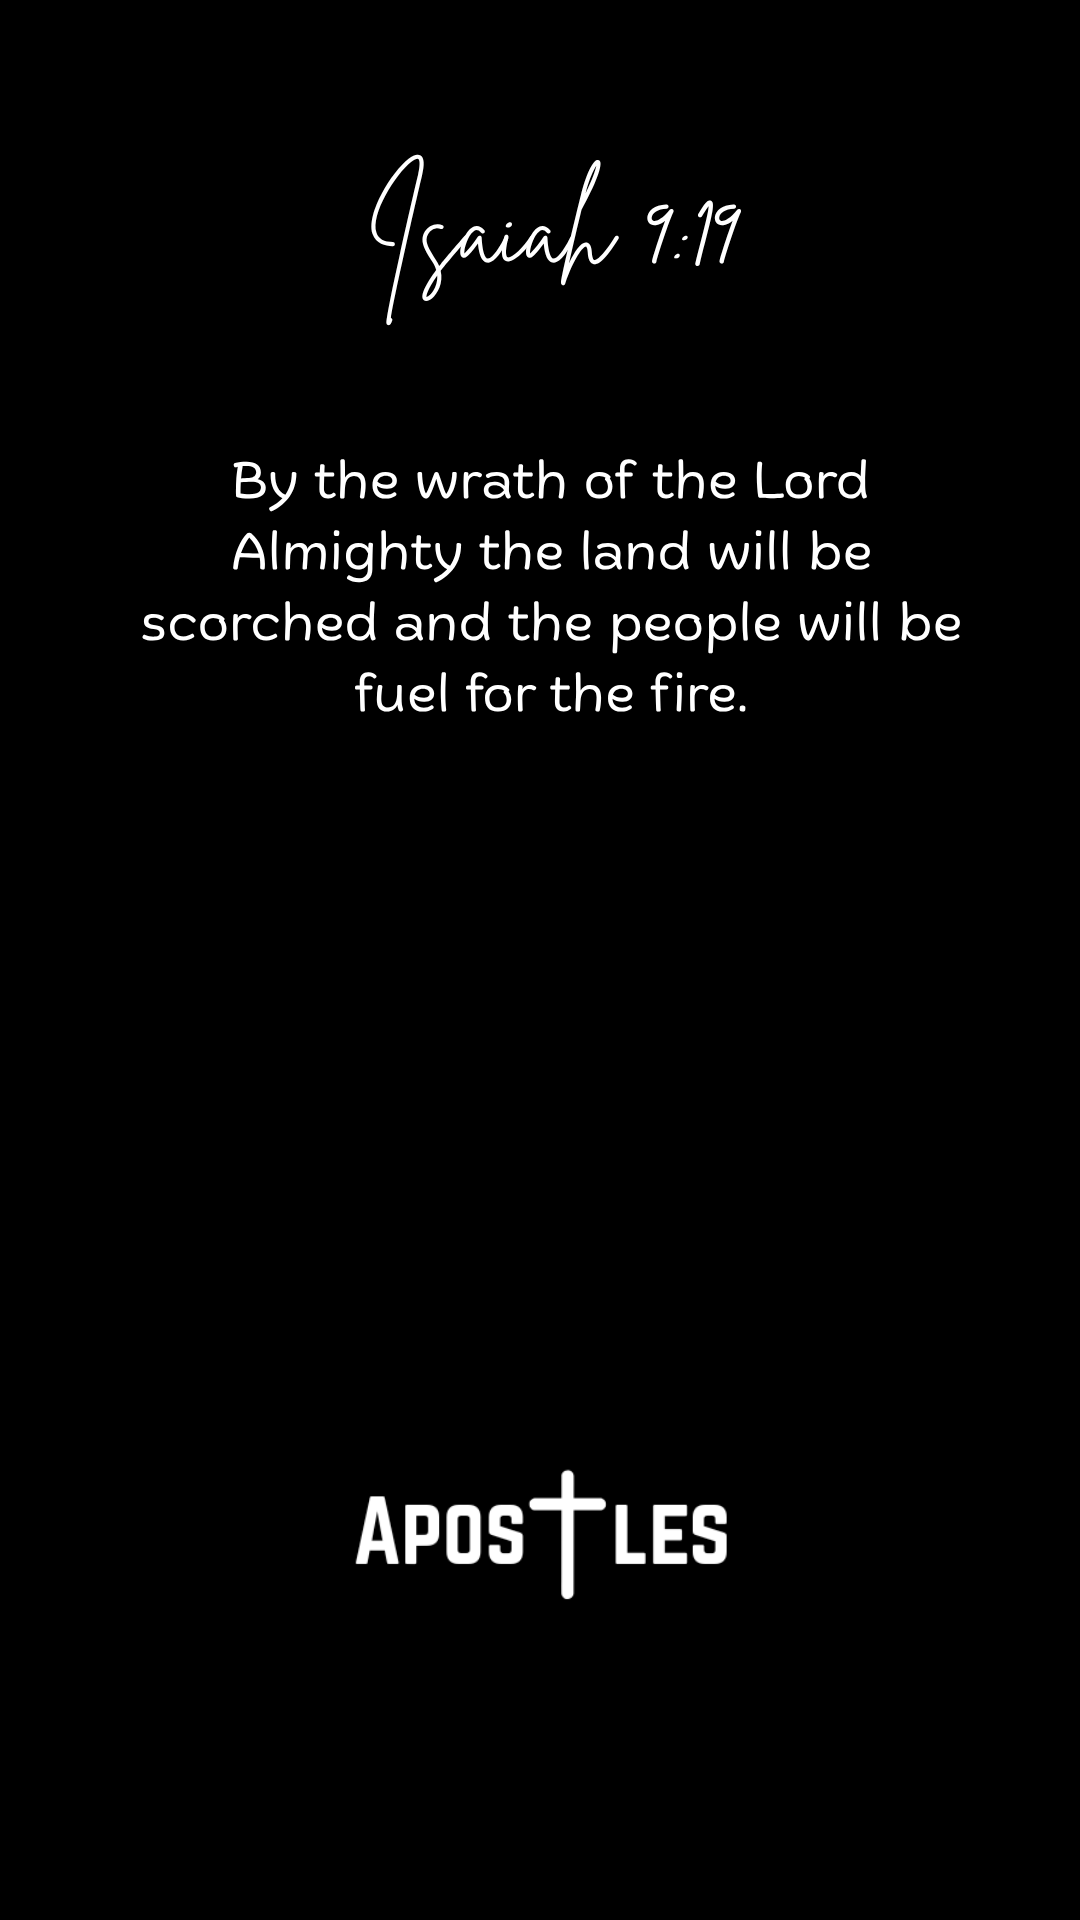 Isaiah 9:19
By the wrath of the Lord
Almighty the land will be
scorched and the people will be
fuel for the fire.
APOSTLES